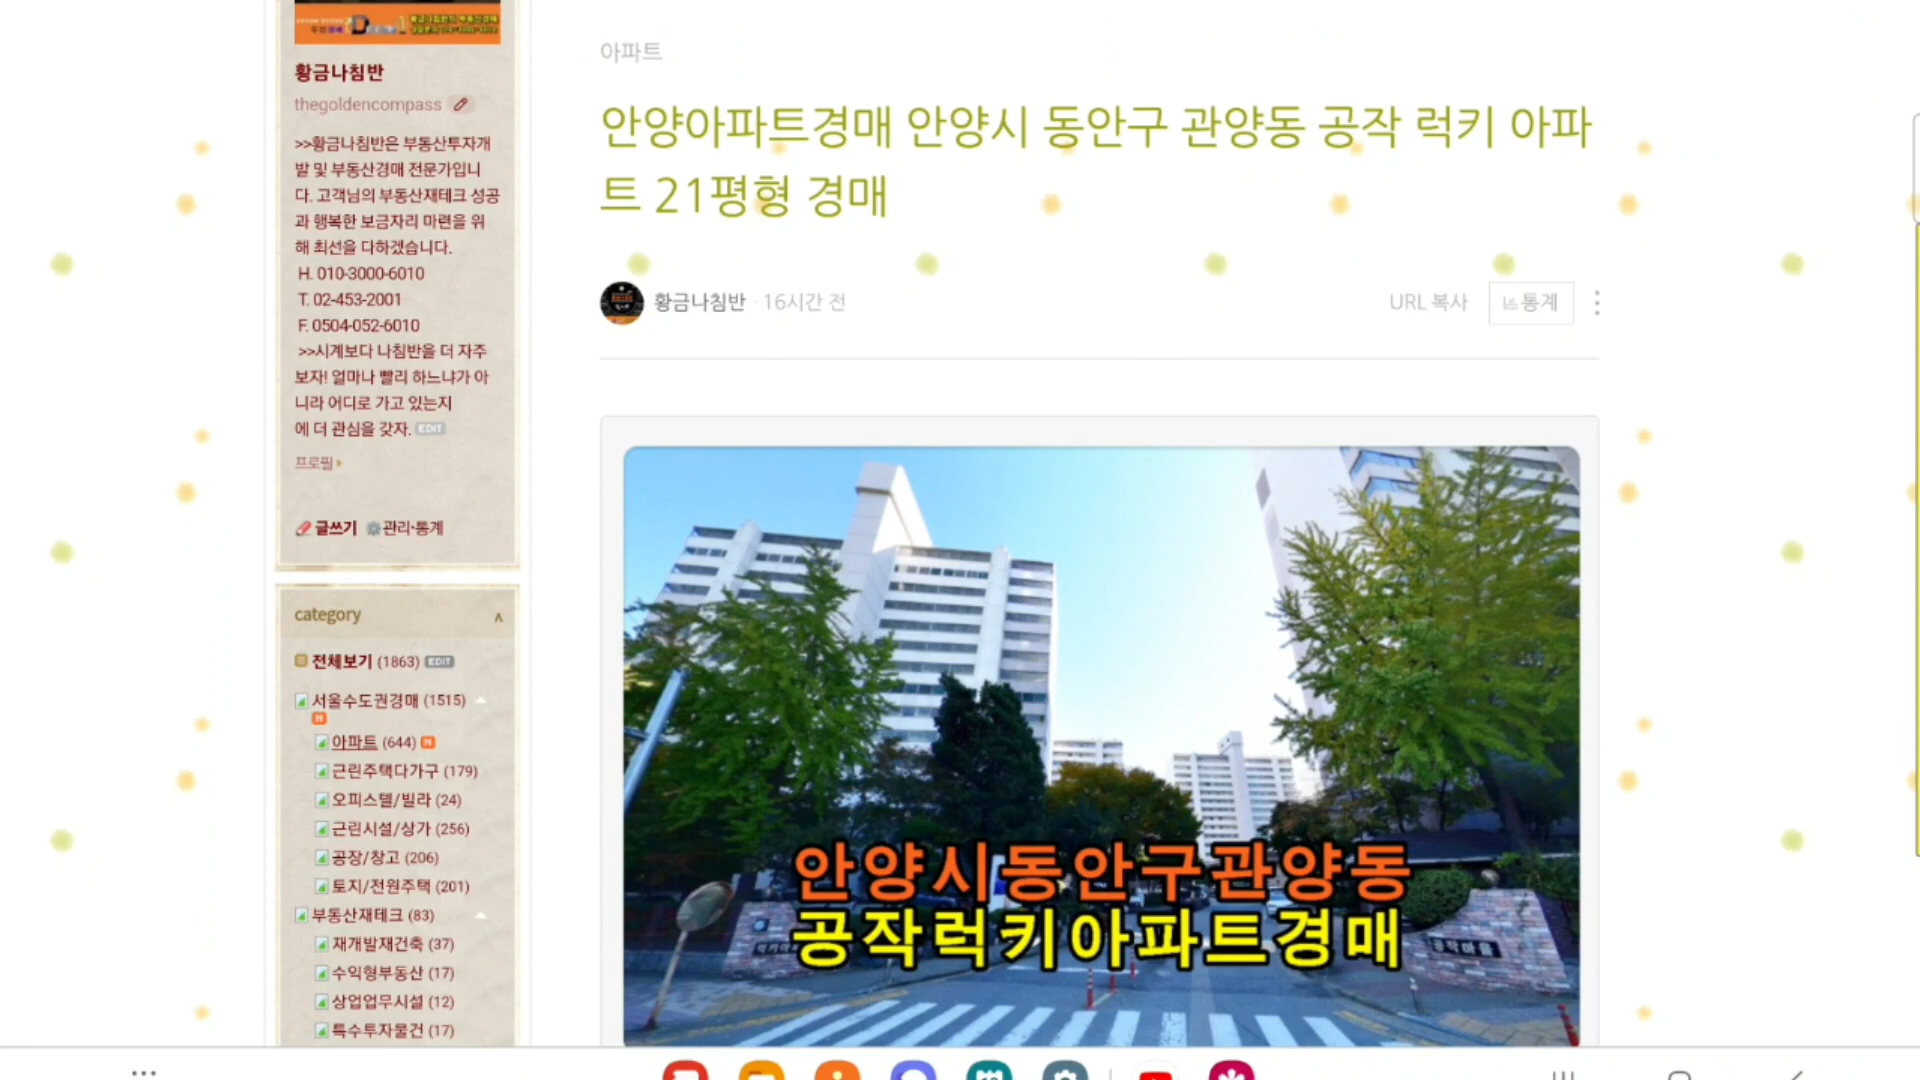 황금나침반
thegoldencompass
>>황금나침반은 부동산투자개
발 및 부동산경매 전문가입니
다. 고객님의 부동산재테크 성공
과 행복한 보금자리 마련을 위
해 최선을 다하겠습니다.
H. 010-3000-6010
T. 02-453-2001
F. 0504-052-6010
>>시계보다 나침반을 더 자주
보자! 얼마나 빨리 하느냐가 아
니라 어디로 가고 있는지
에 더 관심을 갖자. EDIT
프로필
글쓰기 관리·통계
category
전체보기 (1863) EDIT
서울수도권경매 (1515)
아파트 (644)
근린주택다가구 (179)
오피스텔/빌라 (24)
근린시설/상가 (256)
공장/창고 (206)
토지/전원주택 (201)
부동산재테크 (83)
재개발재건축 (37)
수익형부동산 (17)
상업업무시설 (12)
특수투자물건 (17)
아파트
안양아파트경매 안양시 동안구 관양동 공작 럭키 아파
트 21평형 경매
황금나침반 · 16시간 전
URL 복사
통계
안양시동안구관양동
공작럭키아파트경매
공작마을